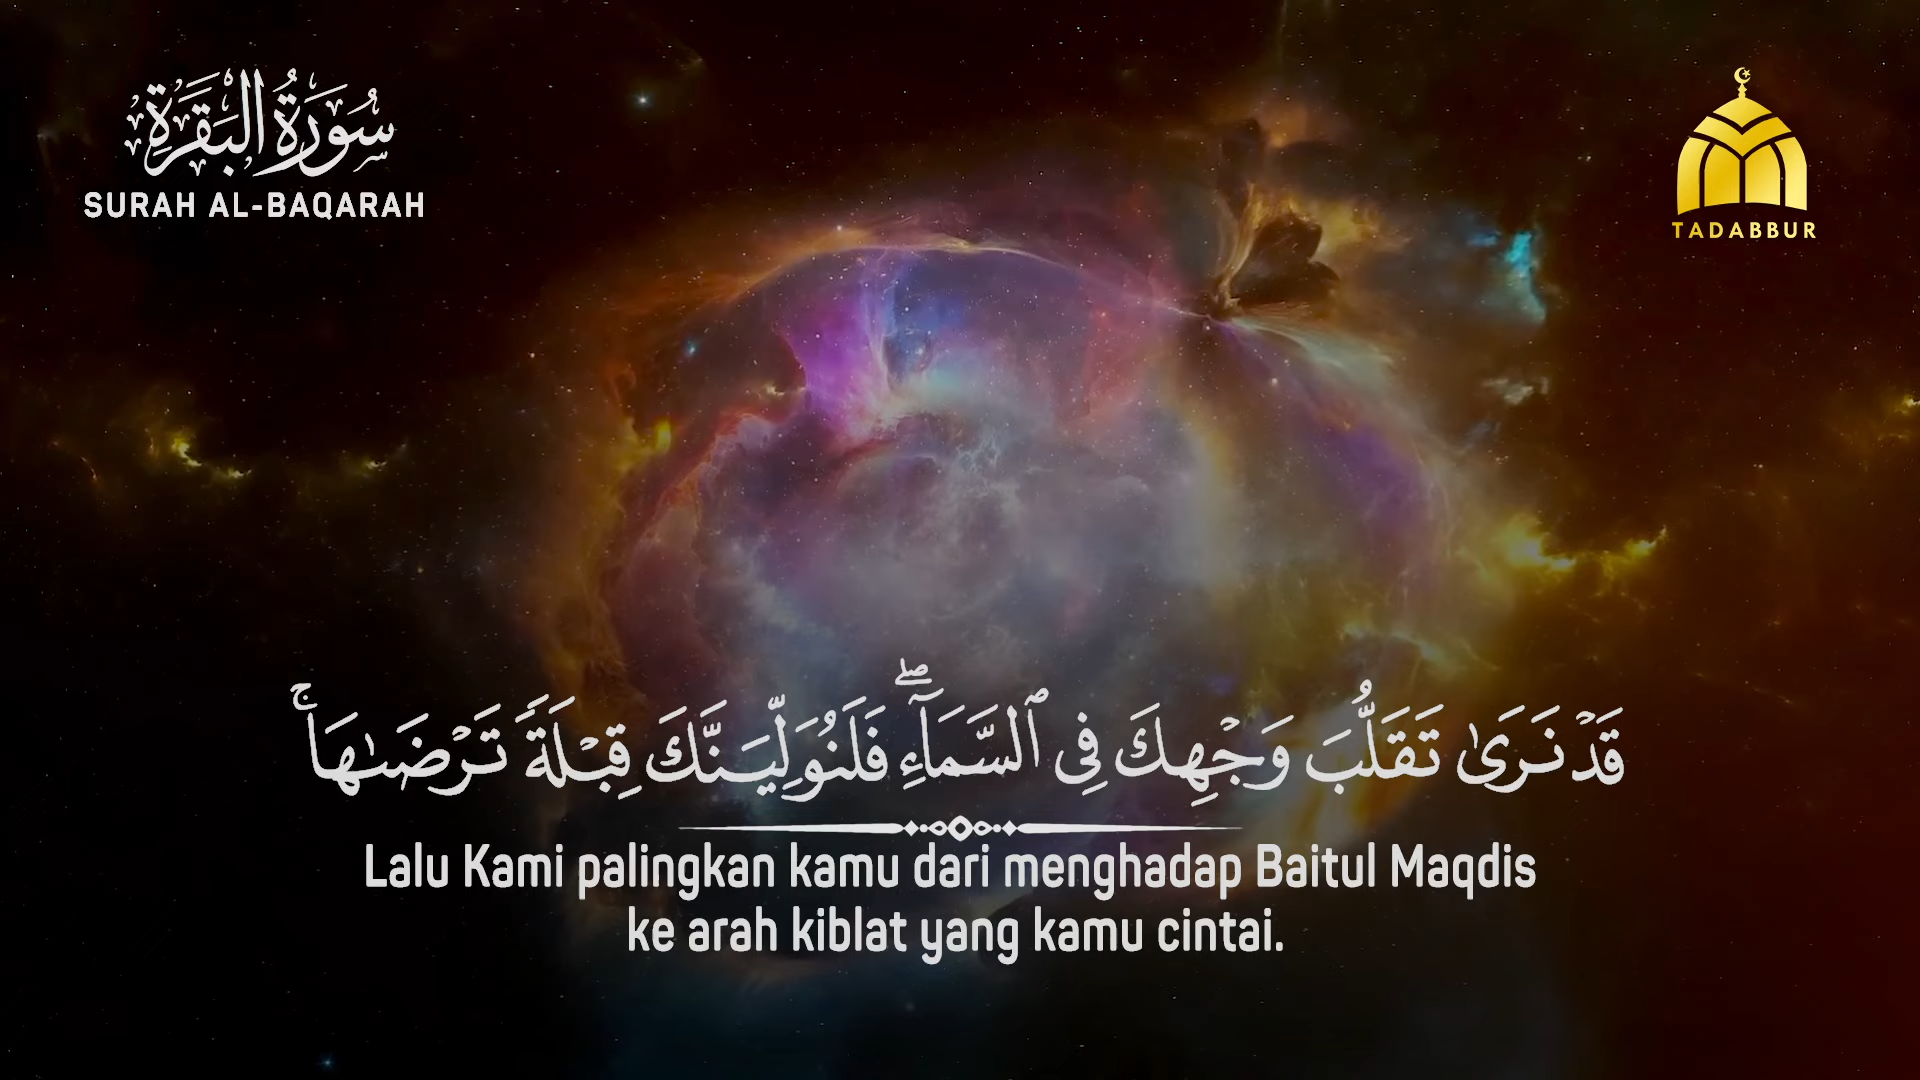 سُورَةُ البَقَرَةِ
SURAH AL-BAQARAH
TADABBUR
قَدْ نَرَىٰ تَقَلُّبَ وَجْهِكَ فِى ٱلسَّمَآءِ ۖ فَلَنُوَلِّيَنَّكَ قِبْلَةً تَرْضَىٰهَا ۚ
Lalu Kami palingkan kamu dari menghadap Baitul Maqdis
ke arah kiblat yang kamu cintai.